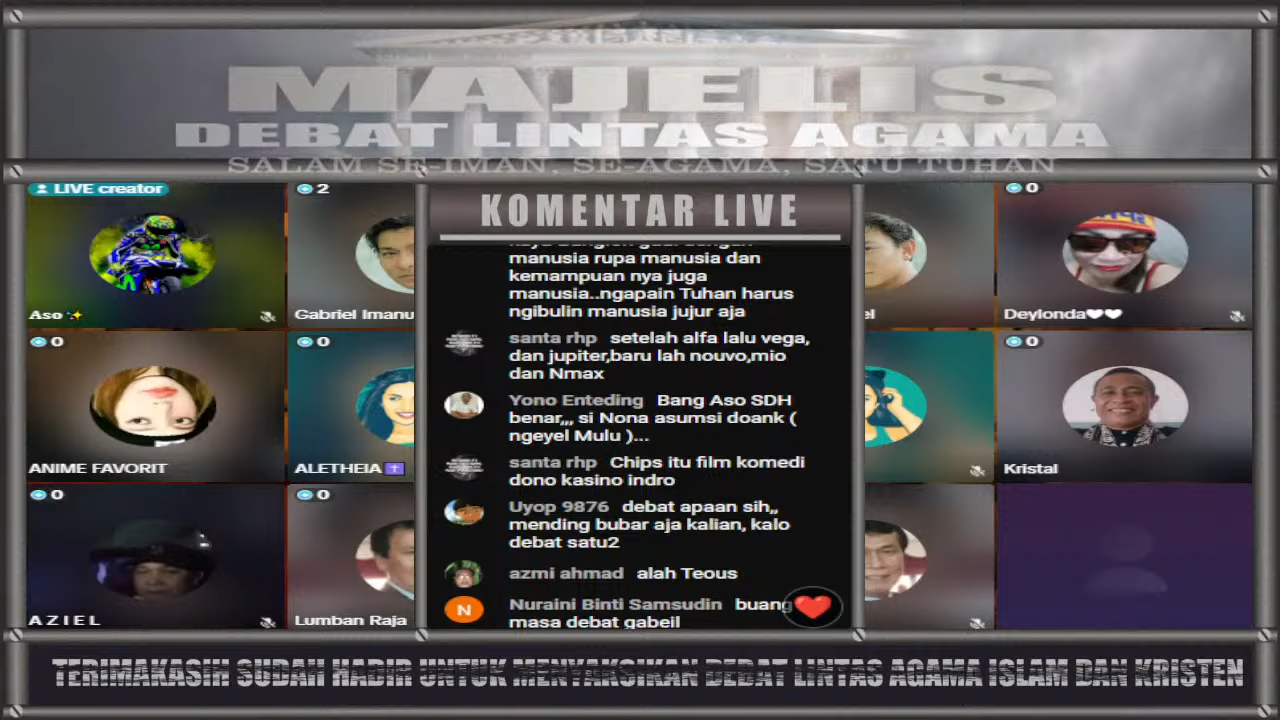 MAJELIS
DEBAT LINTAS AGAMA
SALAM SE-IMAN, SE-AGAMA, SATU TUHAN
LIVE creator
2
0
KOMENTAR LIVE
manusia rupa manusia dan
kemampuan nya juga
manusia..ngapain Tuhan harus
ngibulin manusia jujur aja
Aso✨
Gabriel Imanu
el
Deylonda❤❤
santa rhp setelah alfa lalu vega,
dan jupiter,baru lah nouvo,mio
dan Nmax
0
0
0
Yono Enteding Bang Aso SDH
benar,,, si Nona asumsi doank (
ngeyel Mulu )...
santa rhp Chips itu film komedi
dono kasino indro
ANIME FAVORIT
ALETHEIA ✝
Kristal
0
0
Uyop 9876 debat apaan sih,,
mending bubar aja kalian, kalo
debat satu2
azmi ahmad alah Teous
Nuraini Binti Samsudin buang
masa debat gabeil
N
A Z I E L
Lumban Raja
TERIMAKASIH SUDAH HADIR UNTUK MENYAKSIKAN DEBAT LINTAS AGAMA ISLAM DAN KRISTEN